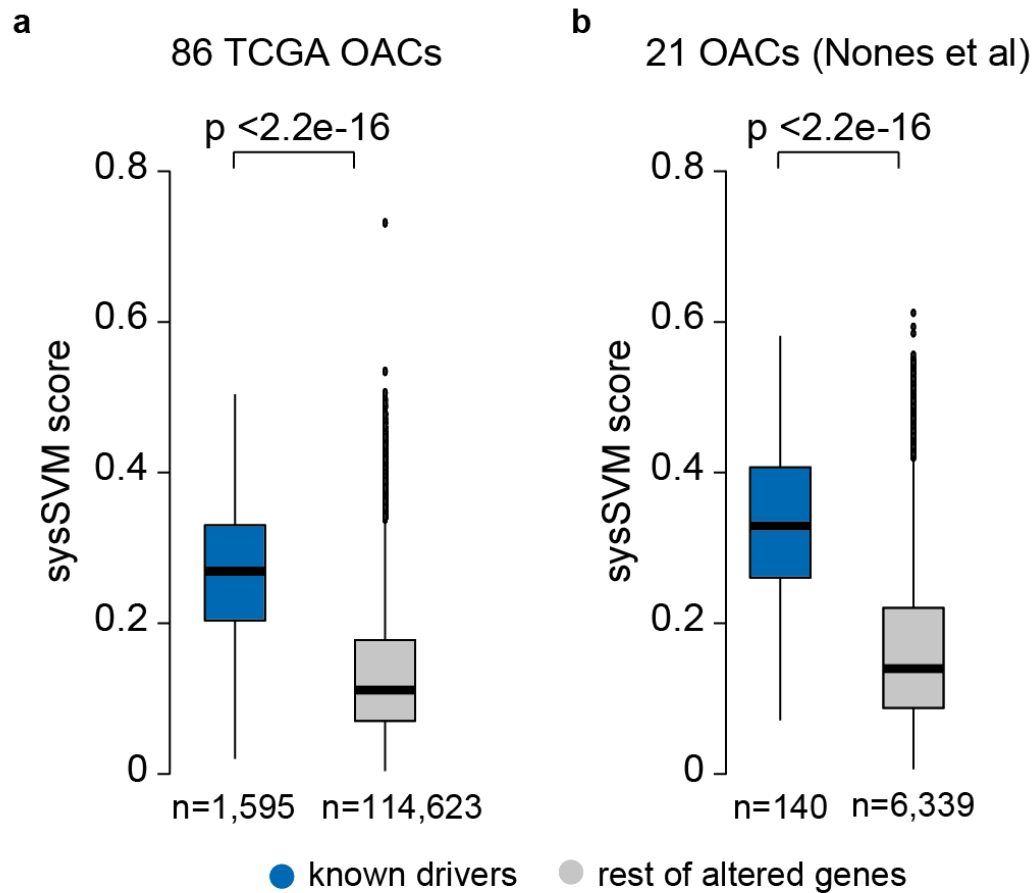 a
86 TCGA OACs
p <2.2e-16
0.8
0.6
0.4
0.2
0
sysSVM score
n=1,595
n=114,623
b
21 OACs (Nones et al)
p <2.2e-16
0.8
0.6
0.4
0.2
0
sysSVM score
n=140
n=6,339
known drivers
rest of altered genes